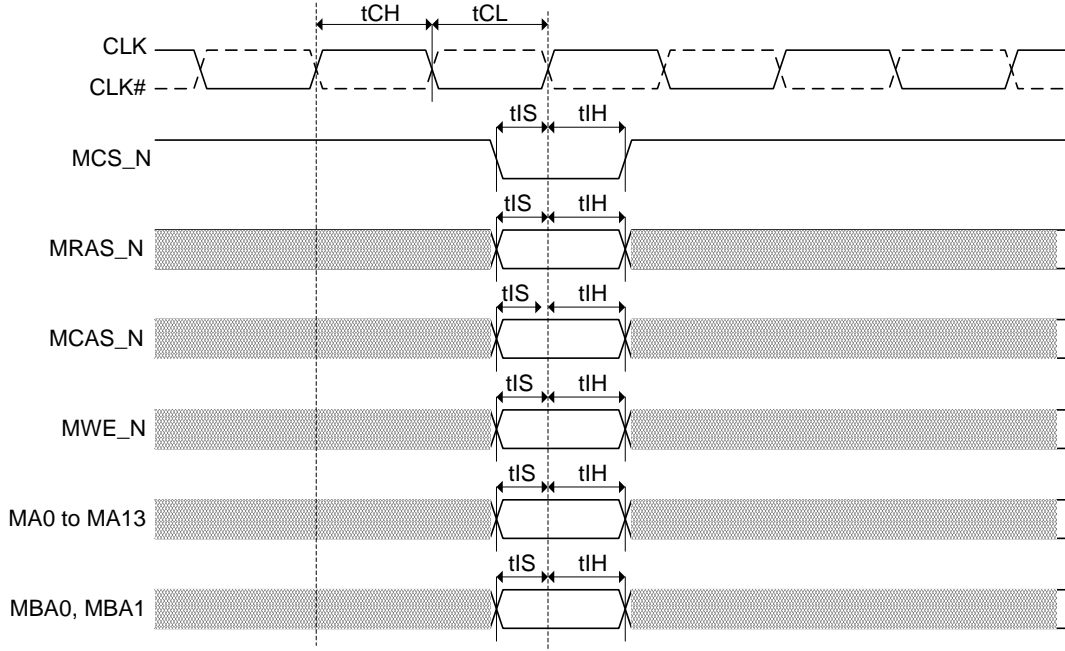 tCH tCL
CLK
CLK#
tIS tIH
MCS_N
tIS tIH
MRAS_N
tIS tIH
MCAS_N
tIS tIH
MWE_N
tIS tIH
MA0 to MA13
tIS tIH
MBA0, MBA1